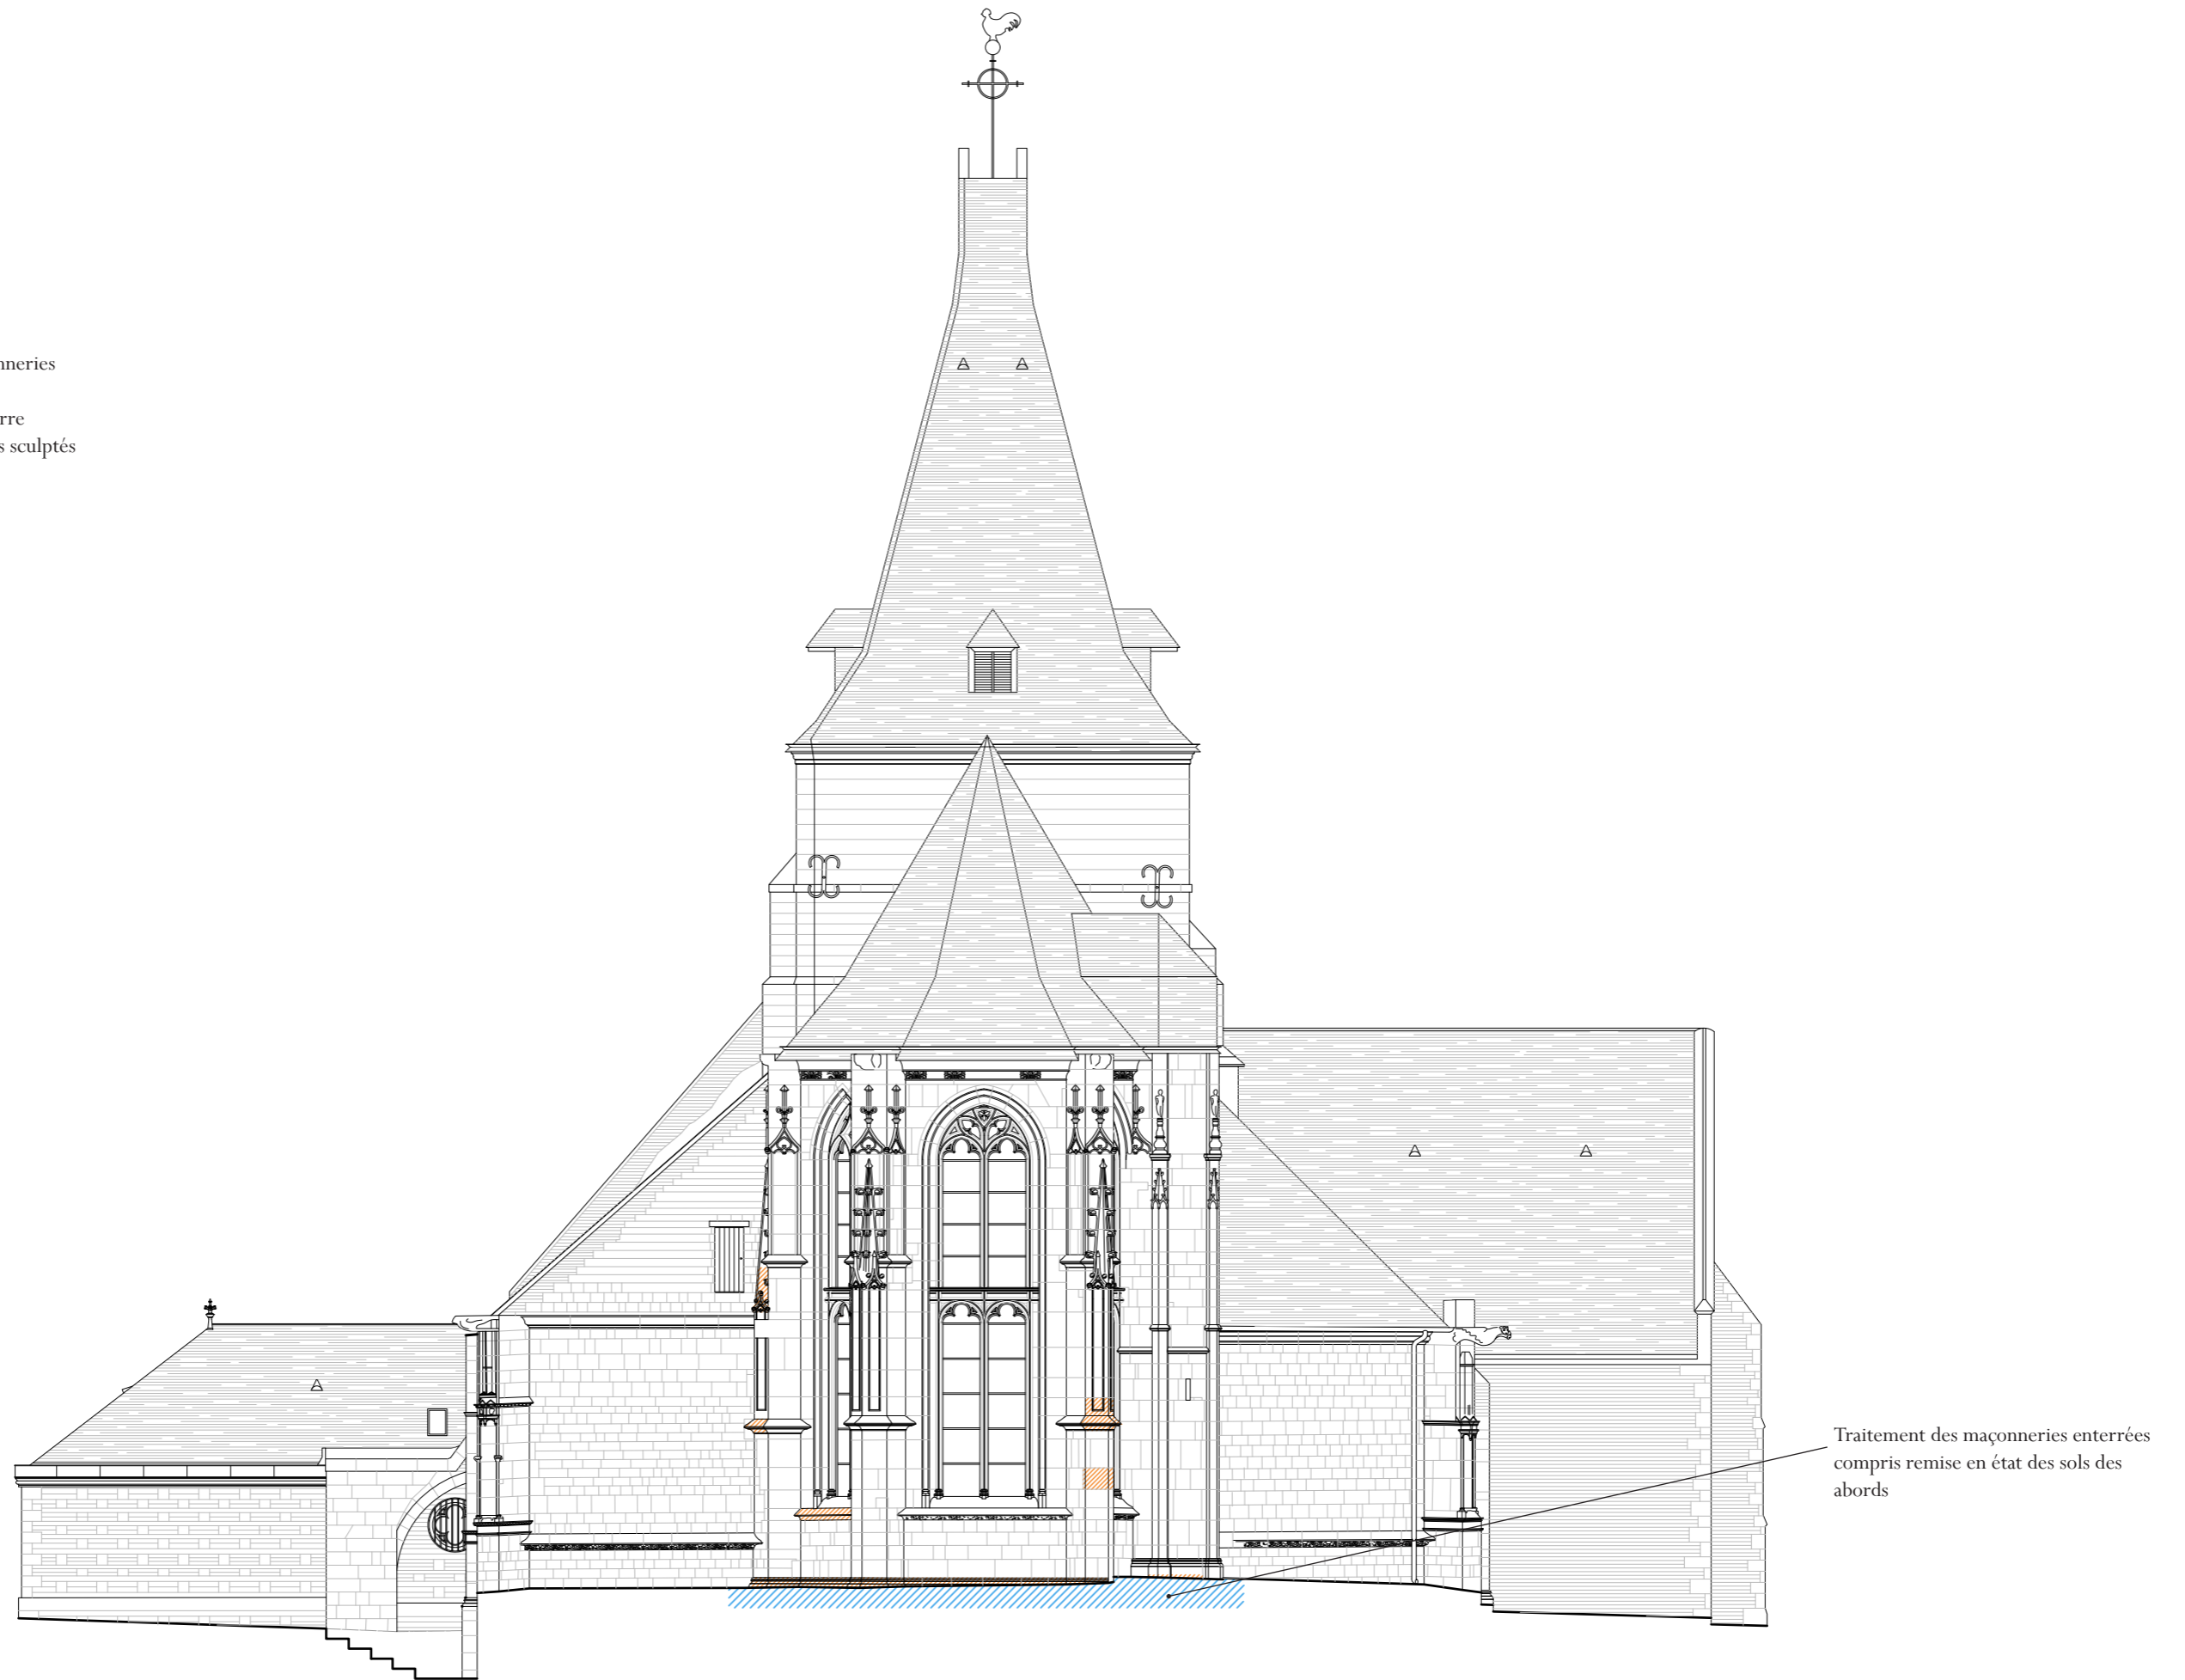 nneries
rre
s sculptés
Traitement des maçonneries enterrées
compris remise en état des sols des
abords